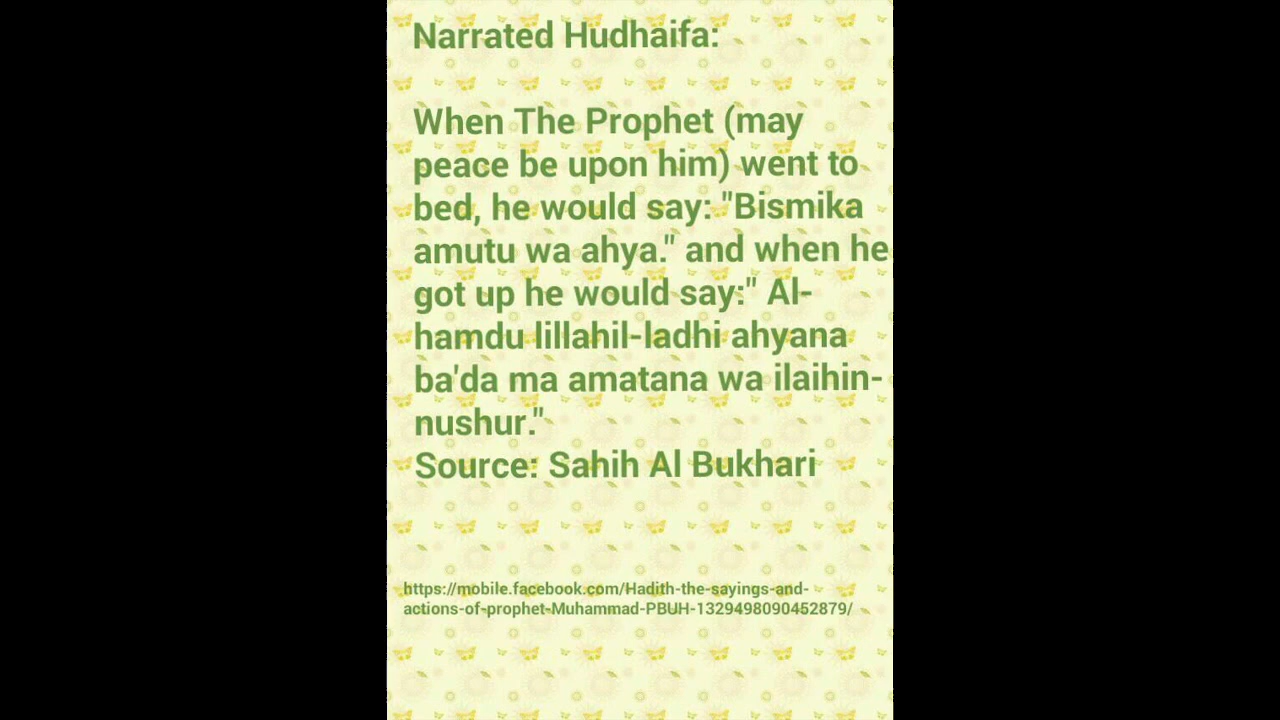 Narrated Hudhaifa:
When The Prophet (may
peace be upon him) went to
bed, he would say: "Bismika
amutu wa ahya." and when he
got up he would say:" Al-
hamdu lillahil-ladhi ahyana
ba'da ma amatana wa ilaihin-
nushur."
Source: Sahih Al Bukhari
https://mobile.facebook.com/Hadith-the-sayings-and-
actions-of-prophet-Muhammad-PBUH-1329498090452879/